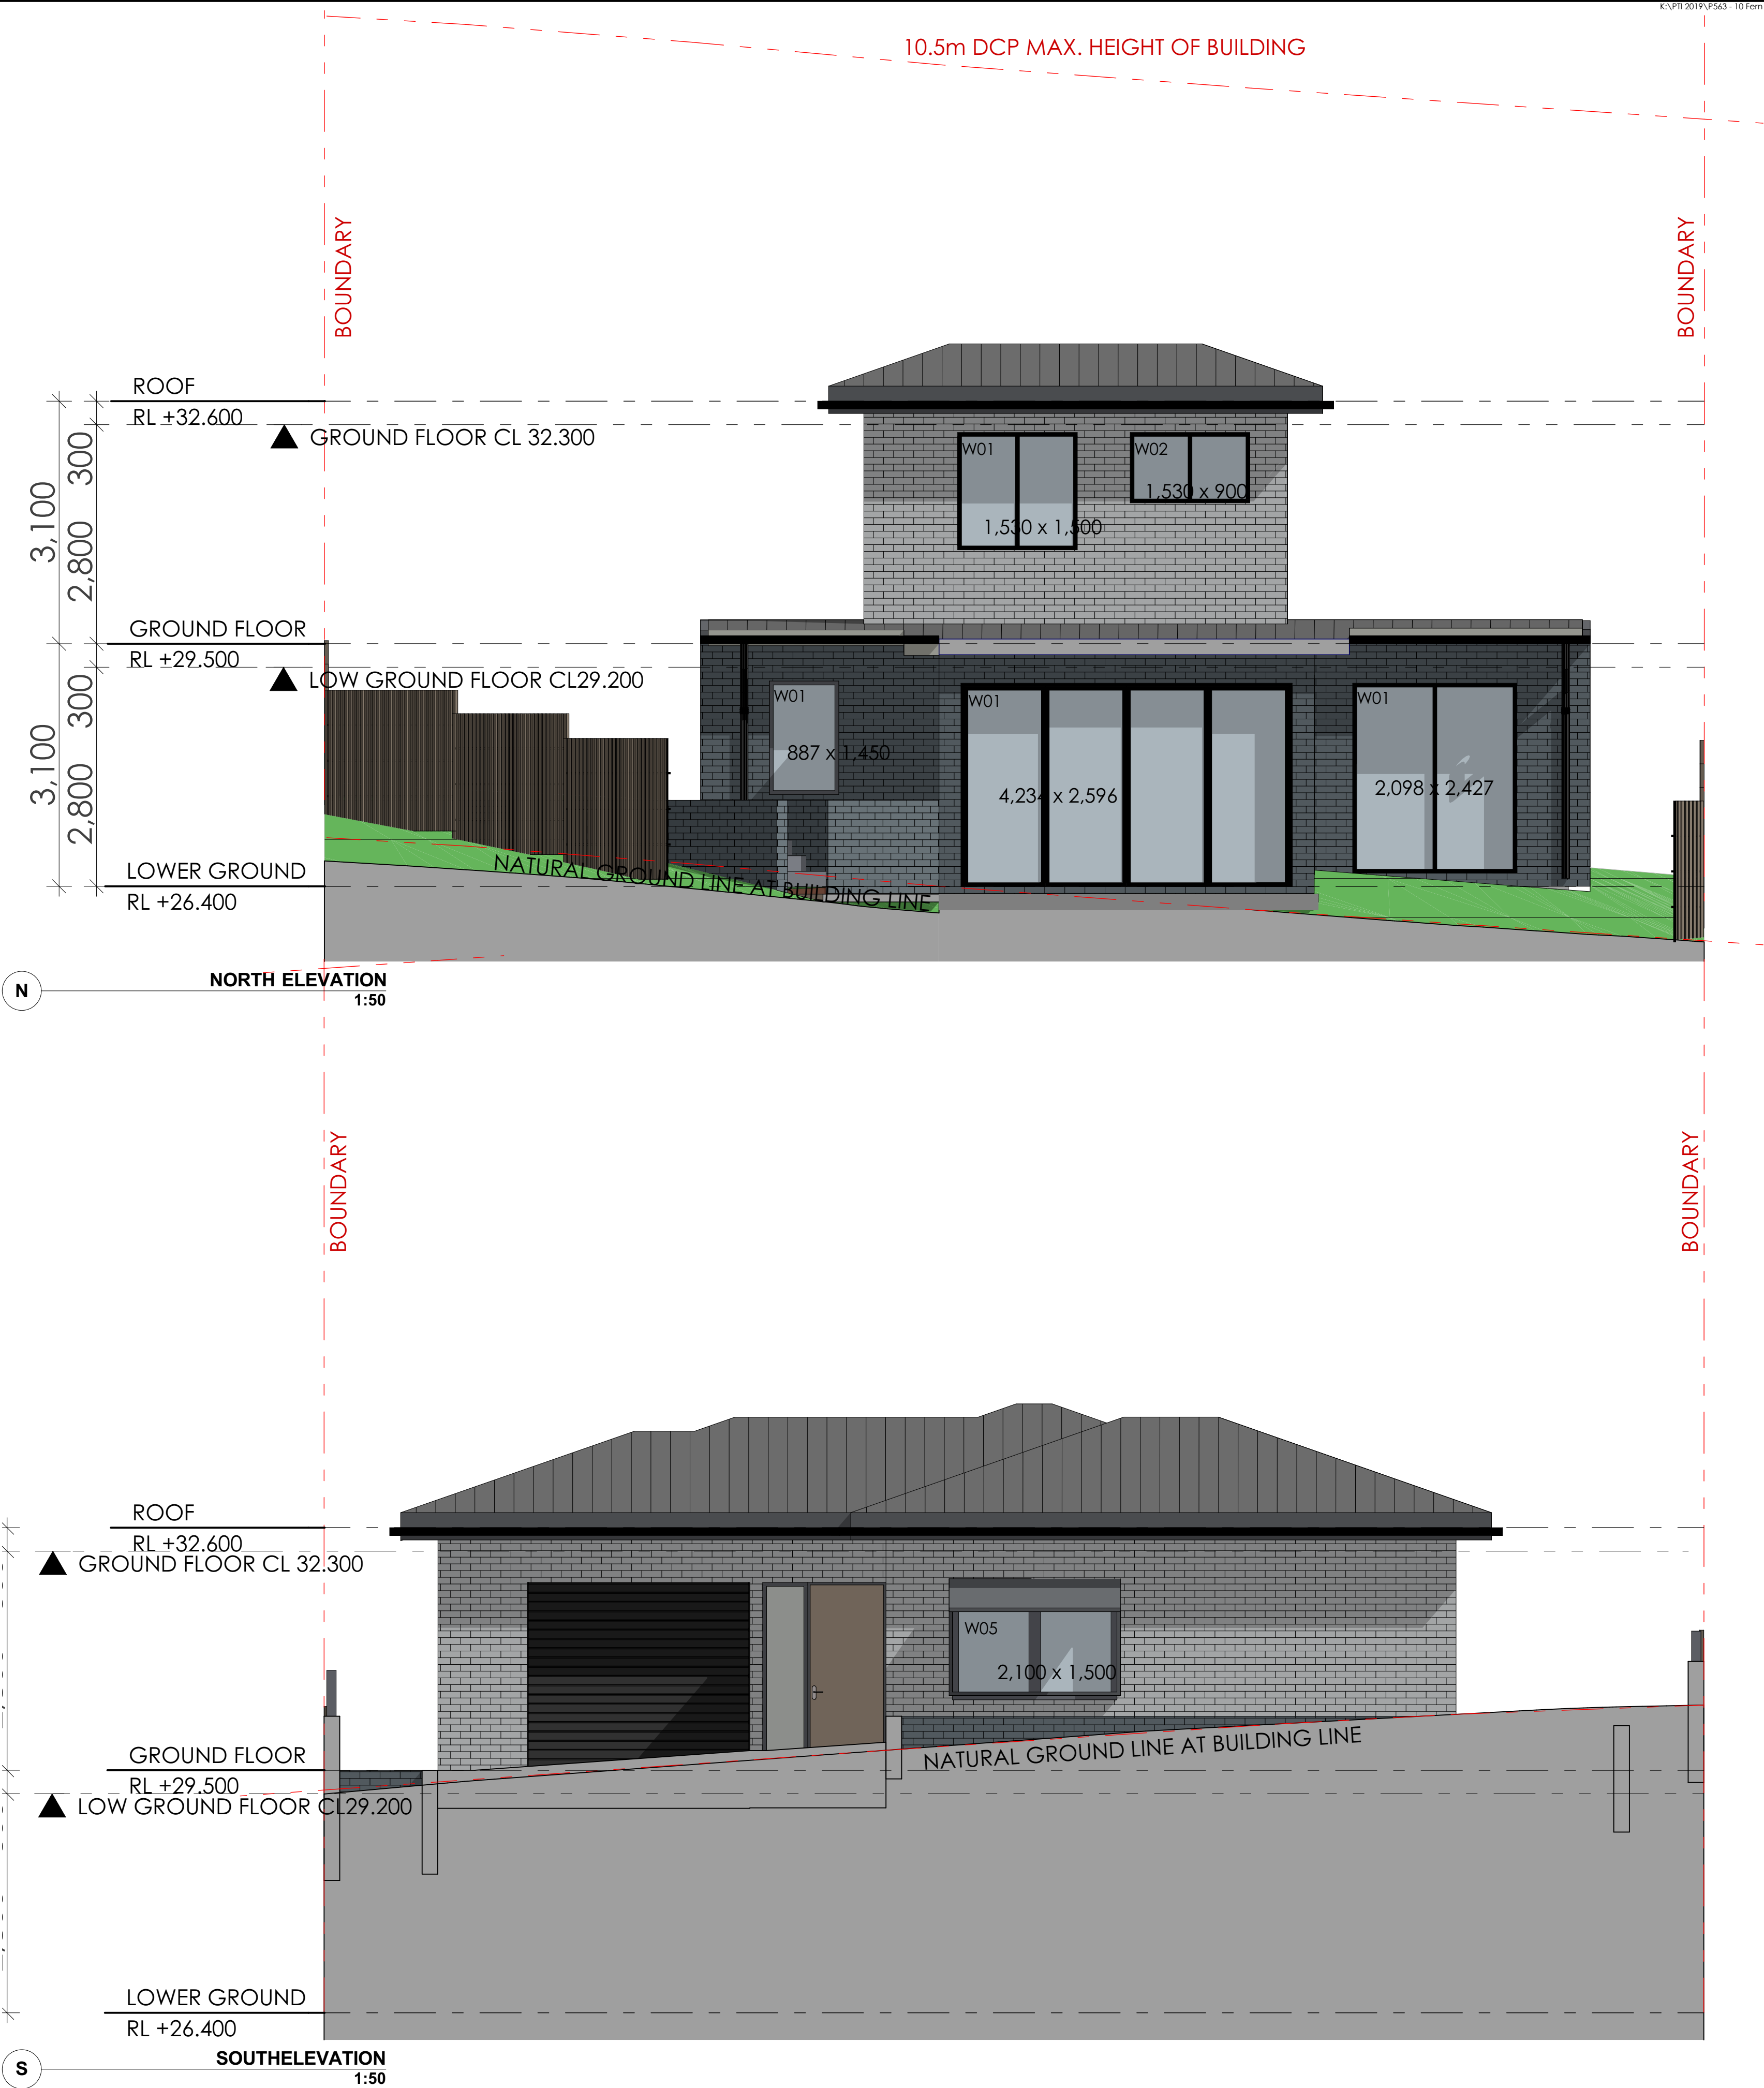 K:\PTI 2019\P563 - 10 Fern
10.5m DCP MAX. HEIGHT OF BUILDING
BOUNDARY
BOUNDARY
ROOF
RL +32.600
GROUND FLOOR CL 32.300
3,100
300
2,800
W01
1,530 x 1,500
W02
1,530 x 900
GROUND FLOOR
RL +29.500
LOW GROUND FLOOR CL29.200
3,100
300
2,800
W01
887 x 1,450
W01
4,234 x 2,596
W01
2,098 x 2,427
LOWER GROUND
RL +26.400
NATURAL GROUND LINE AT BUILDING LINE
N
NORTH ELEVATION
1:50
BOUNDARY
BOUNDARY
ROOF
RL +32.600
GROUND FLOOR CL 32.300
W05
2,100 x 1,500
GROUND FLOOR
RL +29.500
LOW GROUND FLOOR CL29.200
NATURAL GROUND LINE AT BUILDING LINE
LOWER GROUND
RL +26.400
S
SOUTHELEVATION
1:50